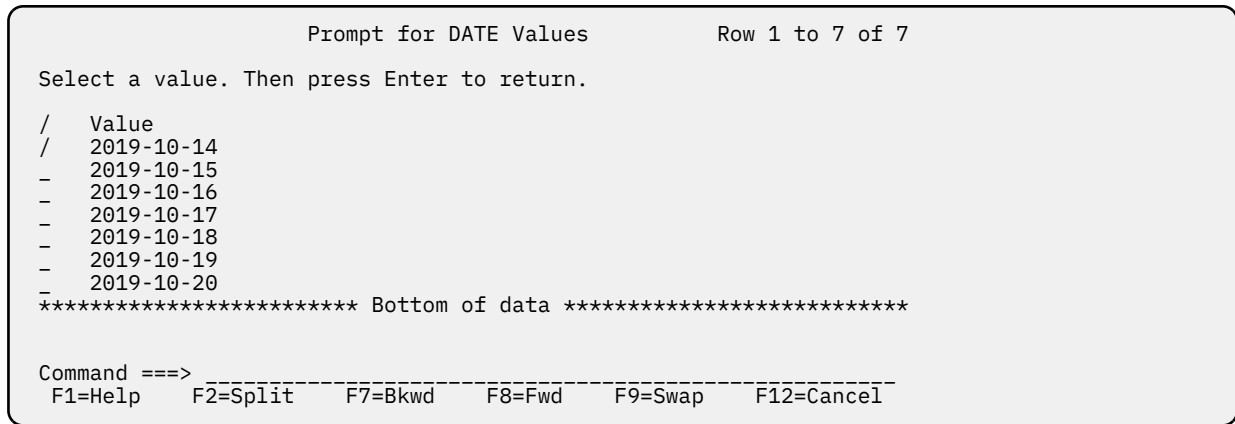 Prompt for DATE Values Row 1 to 7 of 7
Select a value. Then press Enter to return.
/ Value
/ 2019-10-14
_ 2019-10-15
_ 2019-10-16
_ 2019-10-17
_ 2019-10-18
_ 2019-10-19
_ 2019-10-20
************************* Bottom of data ***************************
Command ===> ______________________________________________________
F1=Help F2=Split F7=Bkwd F8=Fwd F9=Swap F12=Cancel